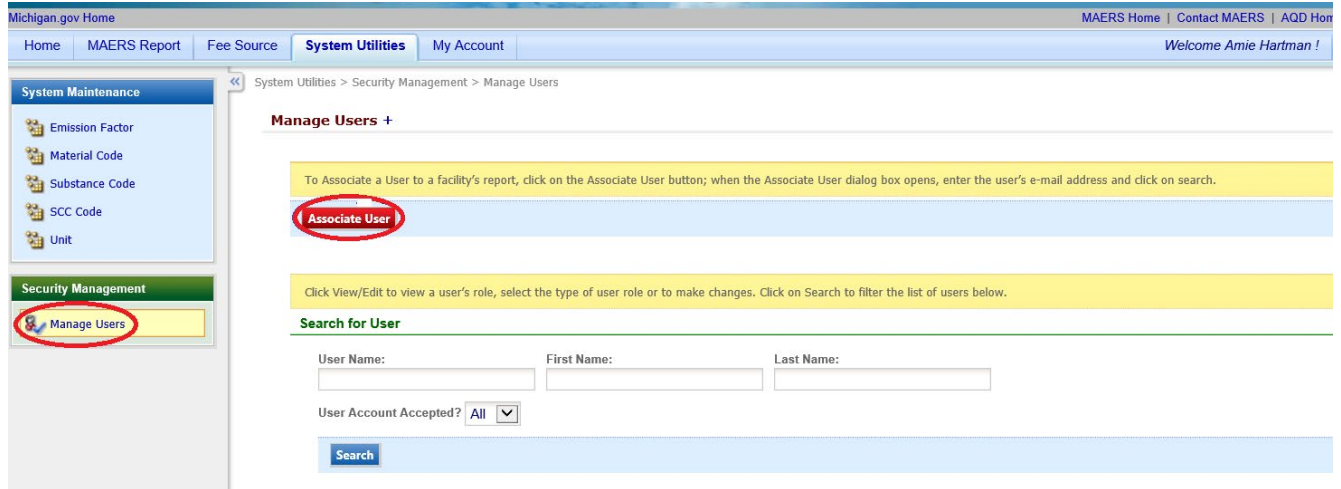 Michigan.gov Home
MAERS Home | Contact MAERS | AQD Hom
Home MAERS Report Fee Source System Utilities My Account
Welcome Amie Hartman !
System Maintenance
Emission Factor
Material Code
Substance Code
SCC Code
Unit
Security Management
Manage Users
System Utilities > Security Management > Manage Users
Manage Users +
To Associate a User to a facility's report, click on the Associate User button; when the Associate User dialog box opens, enter the user's e-mail address and click on search.
Associate User
Click View/Edit to view a user's role, select the type of user role or to make changes. Click on Search to filter the list of users below.
Search for User
User Name: First Name: Last Name:
User Account Accepted? All
Search